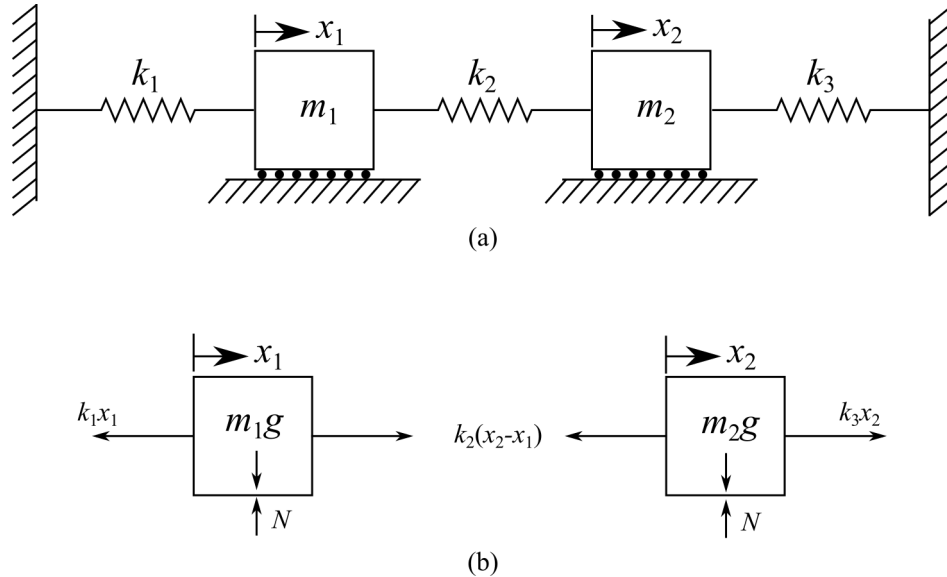 x₁ x₂
k₁ k₂ k₃
m₁ m₂
(a)
x₁ x₂
k₁x₁ k₂(x₂-x₁) k₃x₂
m₁g m₂g
N N
(b)